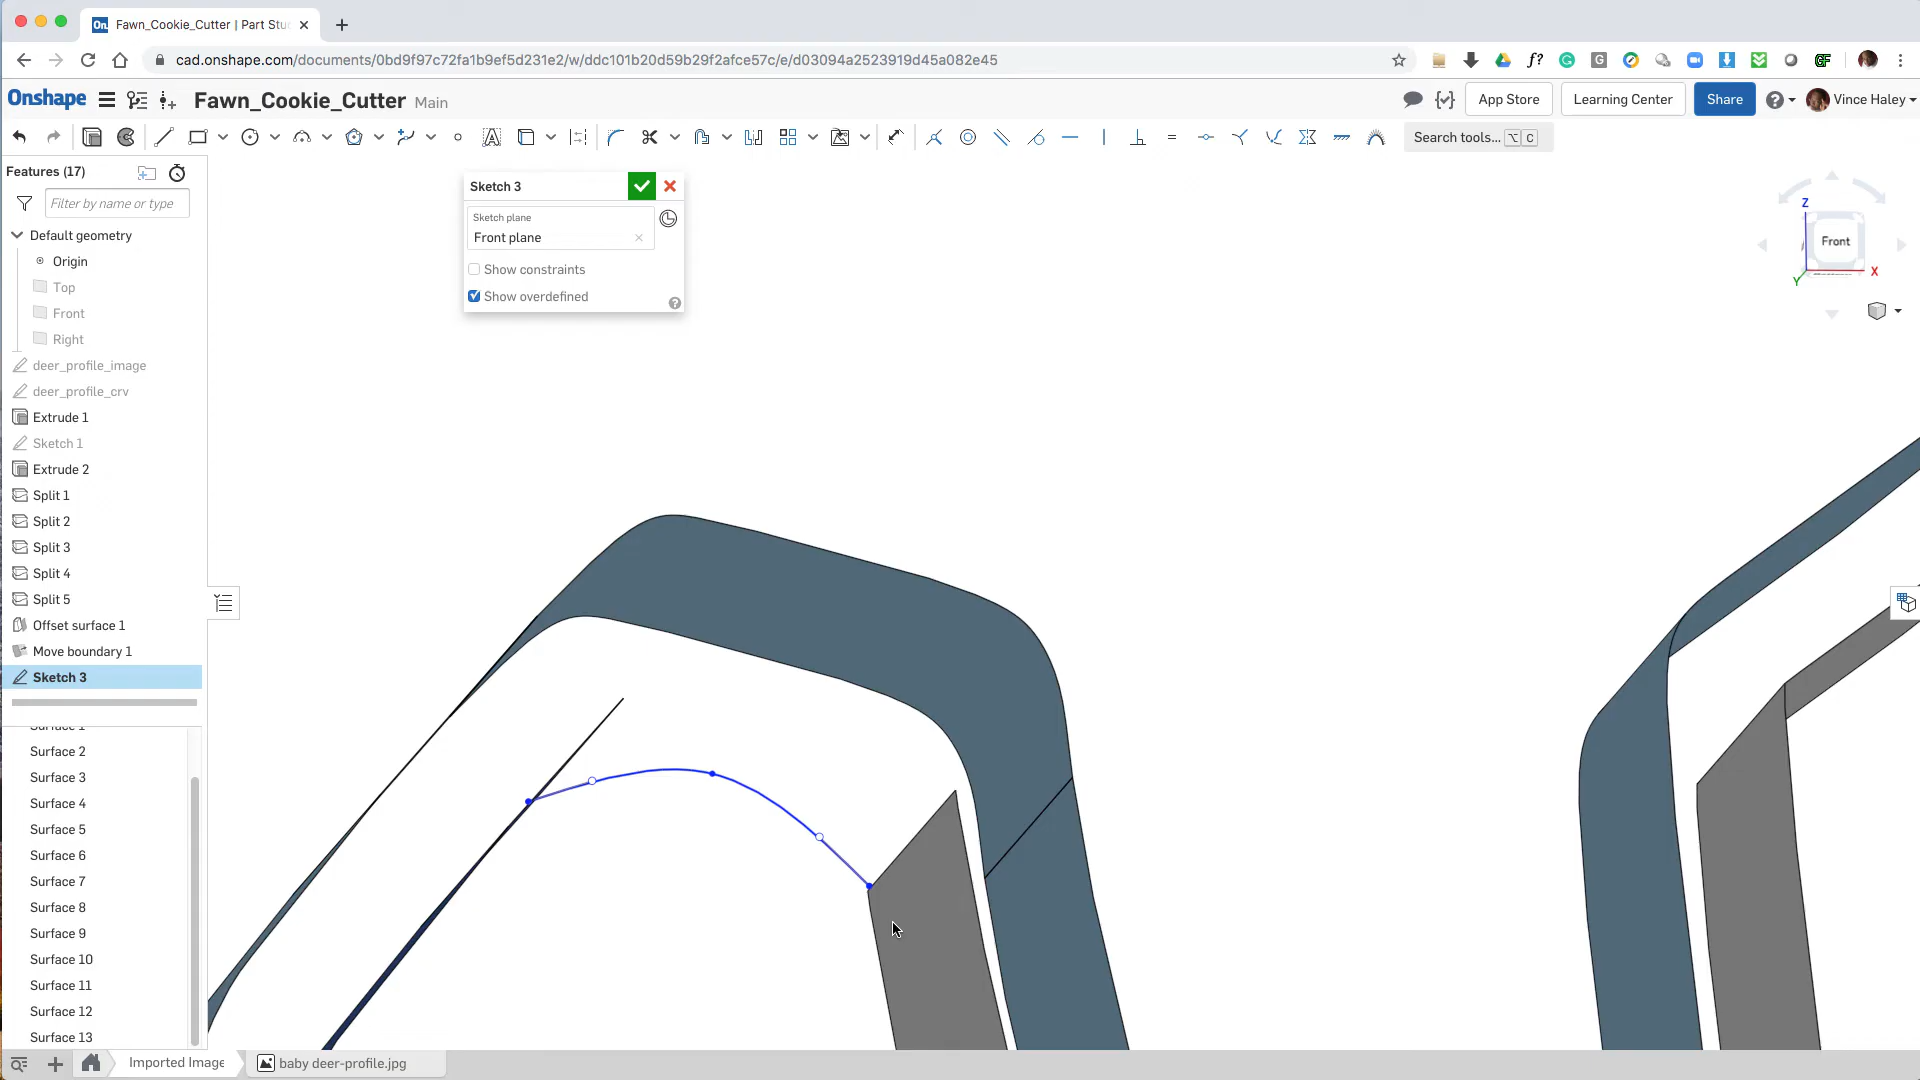 Fawn_Cookie_Cutter | Part Stu
cad.onshape.com/documents/0bd9f97c72fa1b9ef5d231e2/w/ddc101b20d59b29f2afce57c/e/d03094a2523919d45a082e45
Onshape
Fawn_Cookie_Cutter Main
App Store
Learning Center
Share
Vince Haley
Search tools... ⌥ C
Features (17)
Filter by name or type
Default geometry
Origin
Top
Front
Right
deer_profile_image
deer_profile_crv
Extrude 1
Sketch 1
Extrude 2
Split 1
Split 2
Split 3
Split 4
Split 5
Offset surface 1
Move boundary 1
Sketch 3
Surface 1
Surface 2
Surface 3
Surface 4
Surface 5
Surface 6
Surface 7
Surface 8
Surface 9
Surface 10
Surface 11
Surface 12
Surface 13
Sketch 3
Sketch plane
Front plane
Show constraints
Show overdefined
Z
Front
X
Y
Imported Image
baby deer-profile.jpg